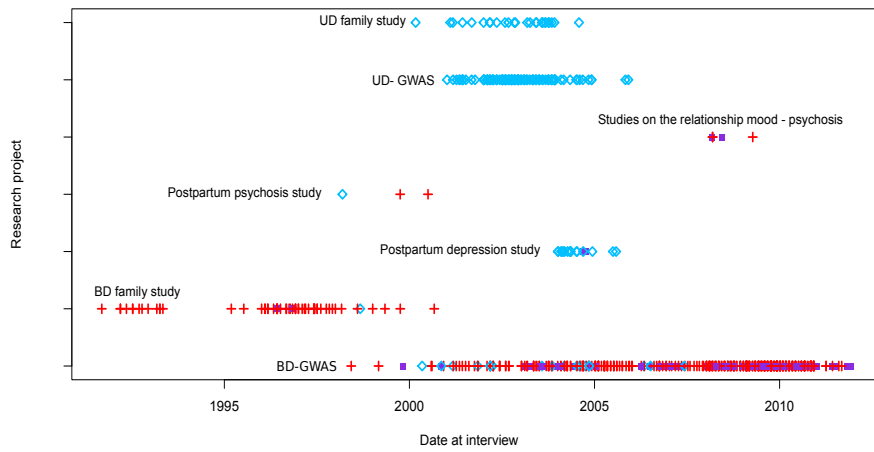 UD family study
UD- GWAS
Studies on the relationship mood - psychosis
Postpartum psychosis study
Postpartum depression study
BD family study
BD-GWAS
Research project
1995 2000 2005 2010
Date at interview